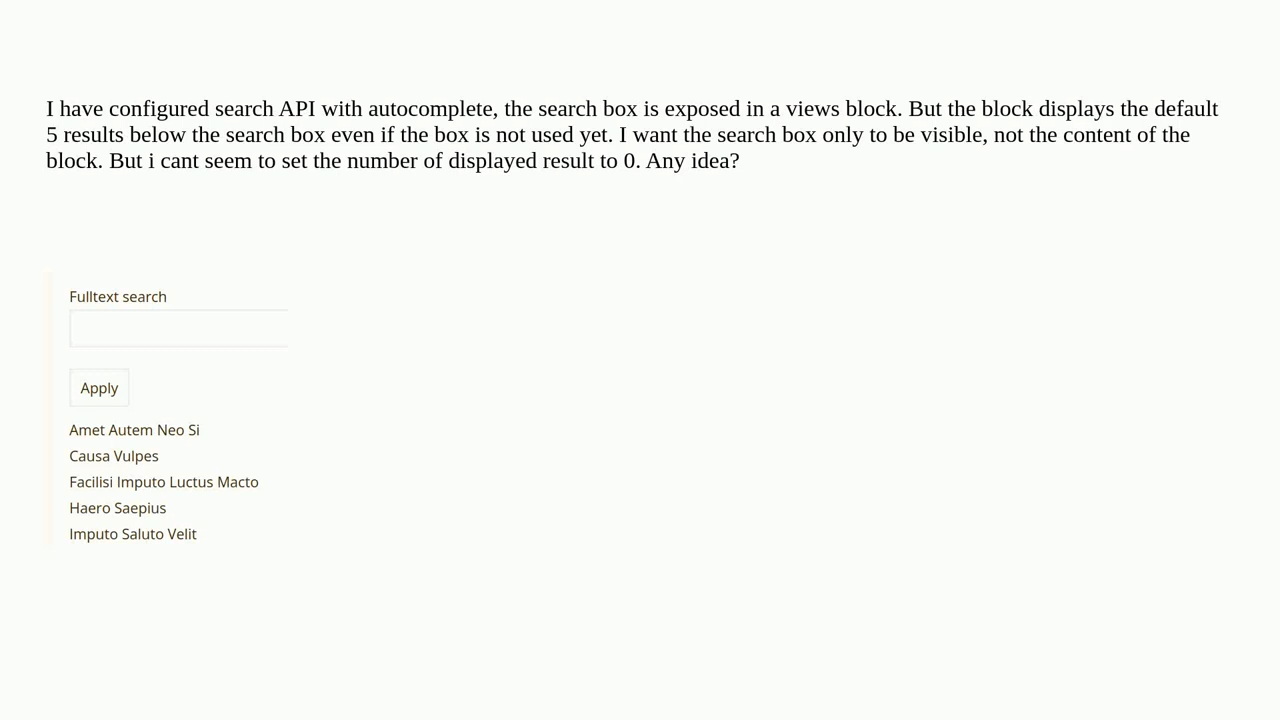 I have configured search API with autocomplete, the search box is exposed in a views block. But the block displays the default
5 results below the search box even if the box is not used yet. I want the search box only to be visible, not the content of the
block. But i cant seem to set the number of displayed result to 0. Any idea?
Fulltext search
Apply
Amet Autem Neo Si
Causa Vulpes
Facilisi Imputo Luctus Macto
Haero Saepius
Imputo Saluto Velit